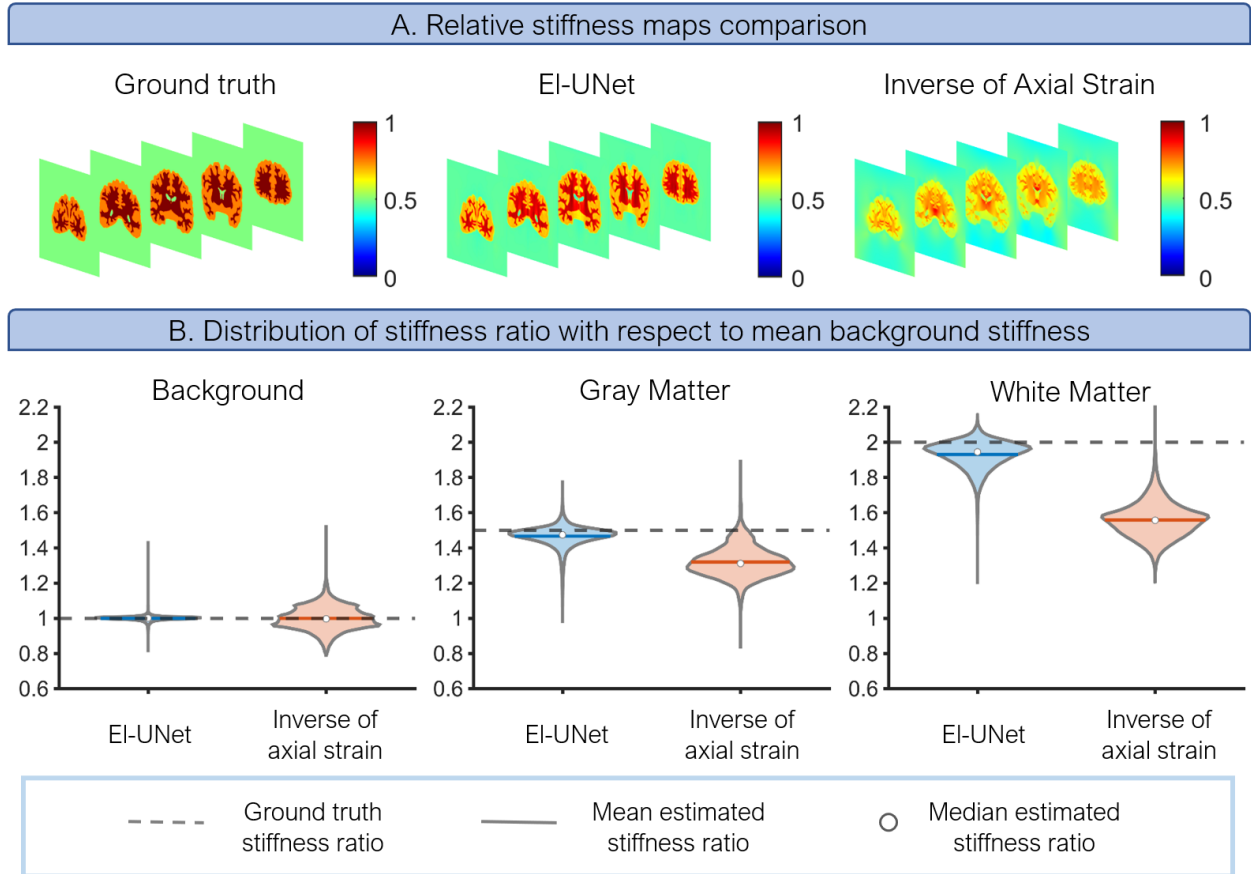 A. Relative stiffness maps comparison
Ground truth
El-UNet
Inverse of Axial Strain
1
0.5
0
1
0.5
0
1
0.5
0
B. Distribution of stiffness ratio with respect to mean background stiffness
Background
2.2
2
1.8
1.6
1.4
1.2
1
0.8
0.6
El-UNet
Inverse of
axial strain
Gray Matter
2.2
2
1.8
1.6
1.4
1.2
1
0.8
0.6
El-UNet
Inverse of
axial strain
White Matter
2.2
2
1.8
1.6
1.4
1.2
1
0.8
0.6
El-UNet
Inverse of
axial strain
Ground truth
stiffness ratio
Mean estimated
stiffness ratio
Median estimated
stiffness ratio